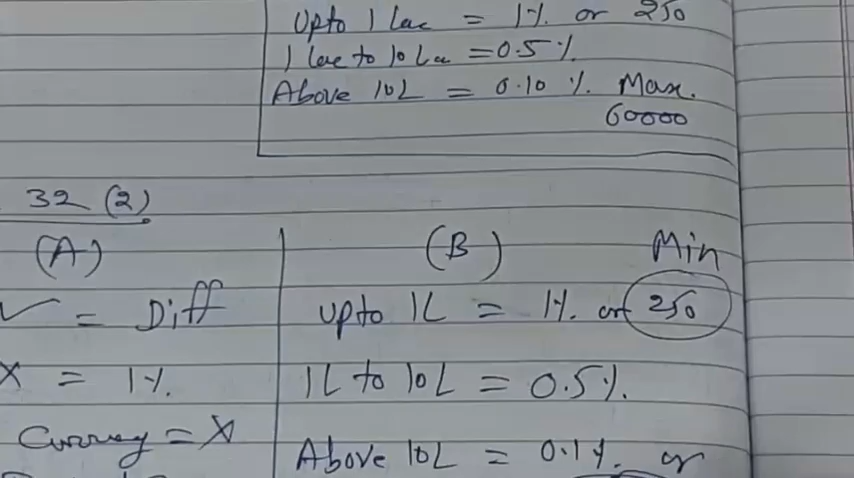 Upto 1 Lac = 1%. or 250
1 Lac to 10 Lac = 0.5%.
Above 10L = 0.10 %. Max.
60000
32 (2)
(A)
✓ = Diff
X = 1%.
Currey = X
(B) Min
upto 1L = 1%. or 250
1L to 10L = 0.5%.
Above 10L = 0.1%. or